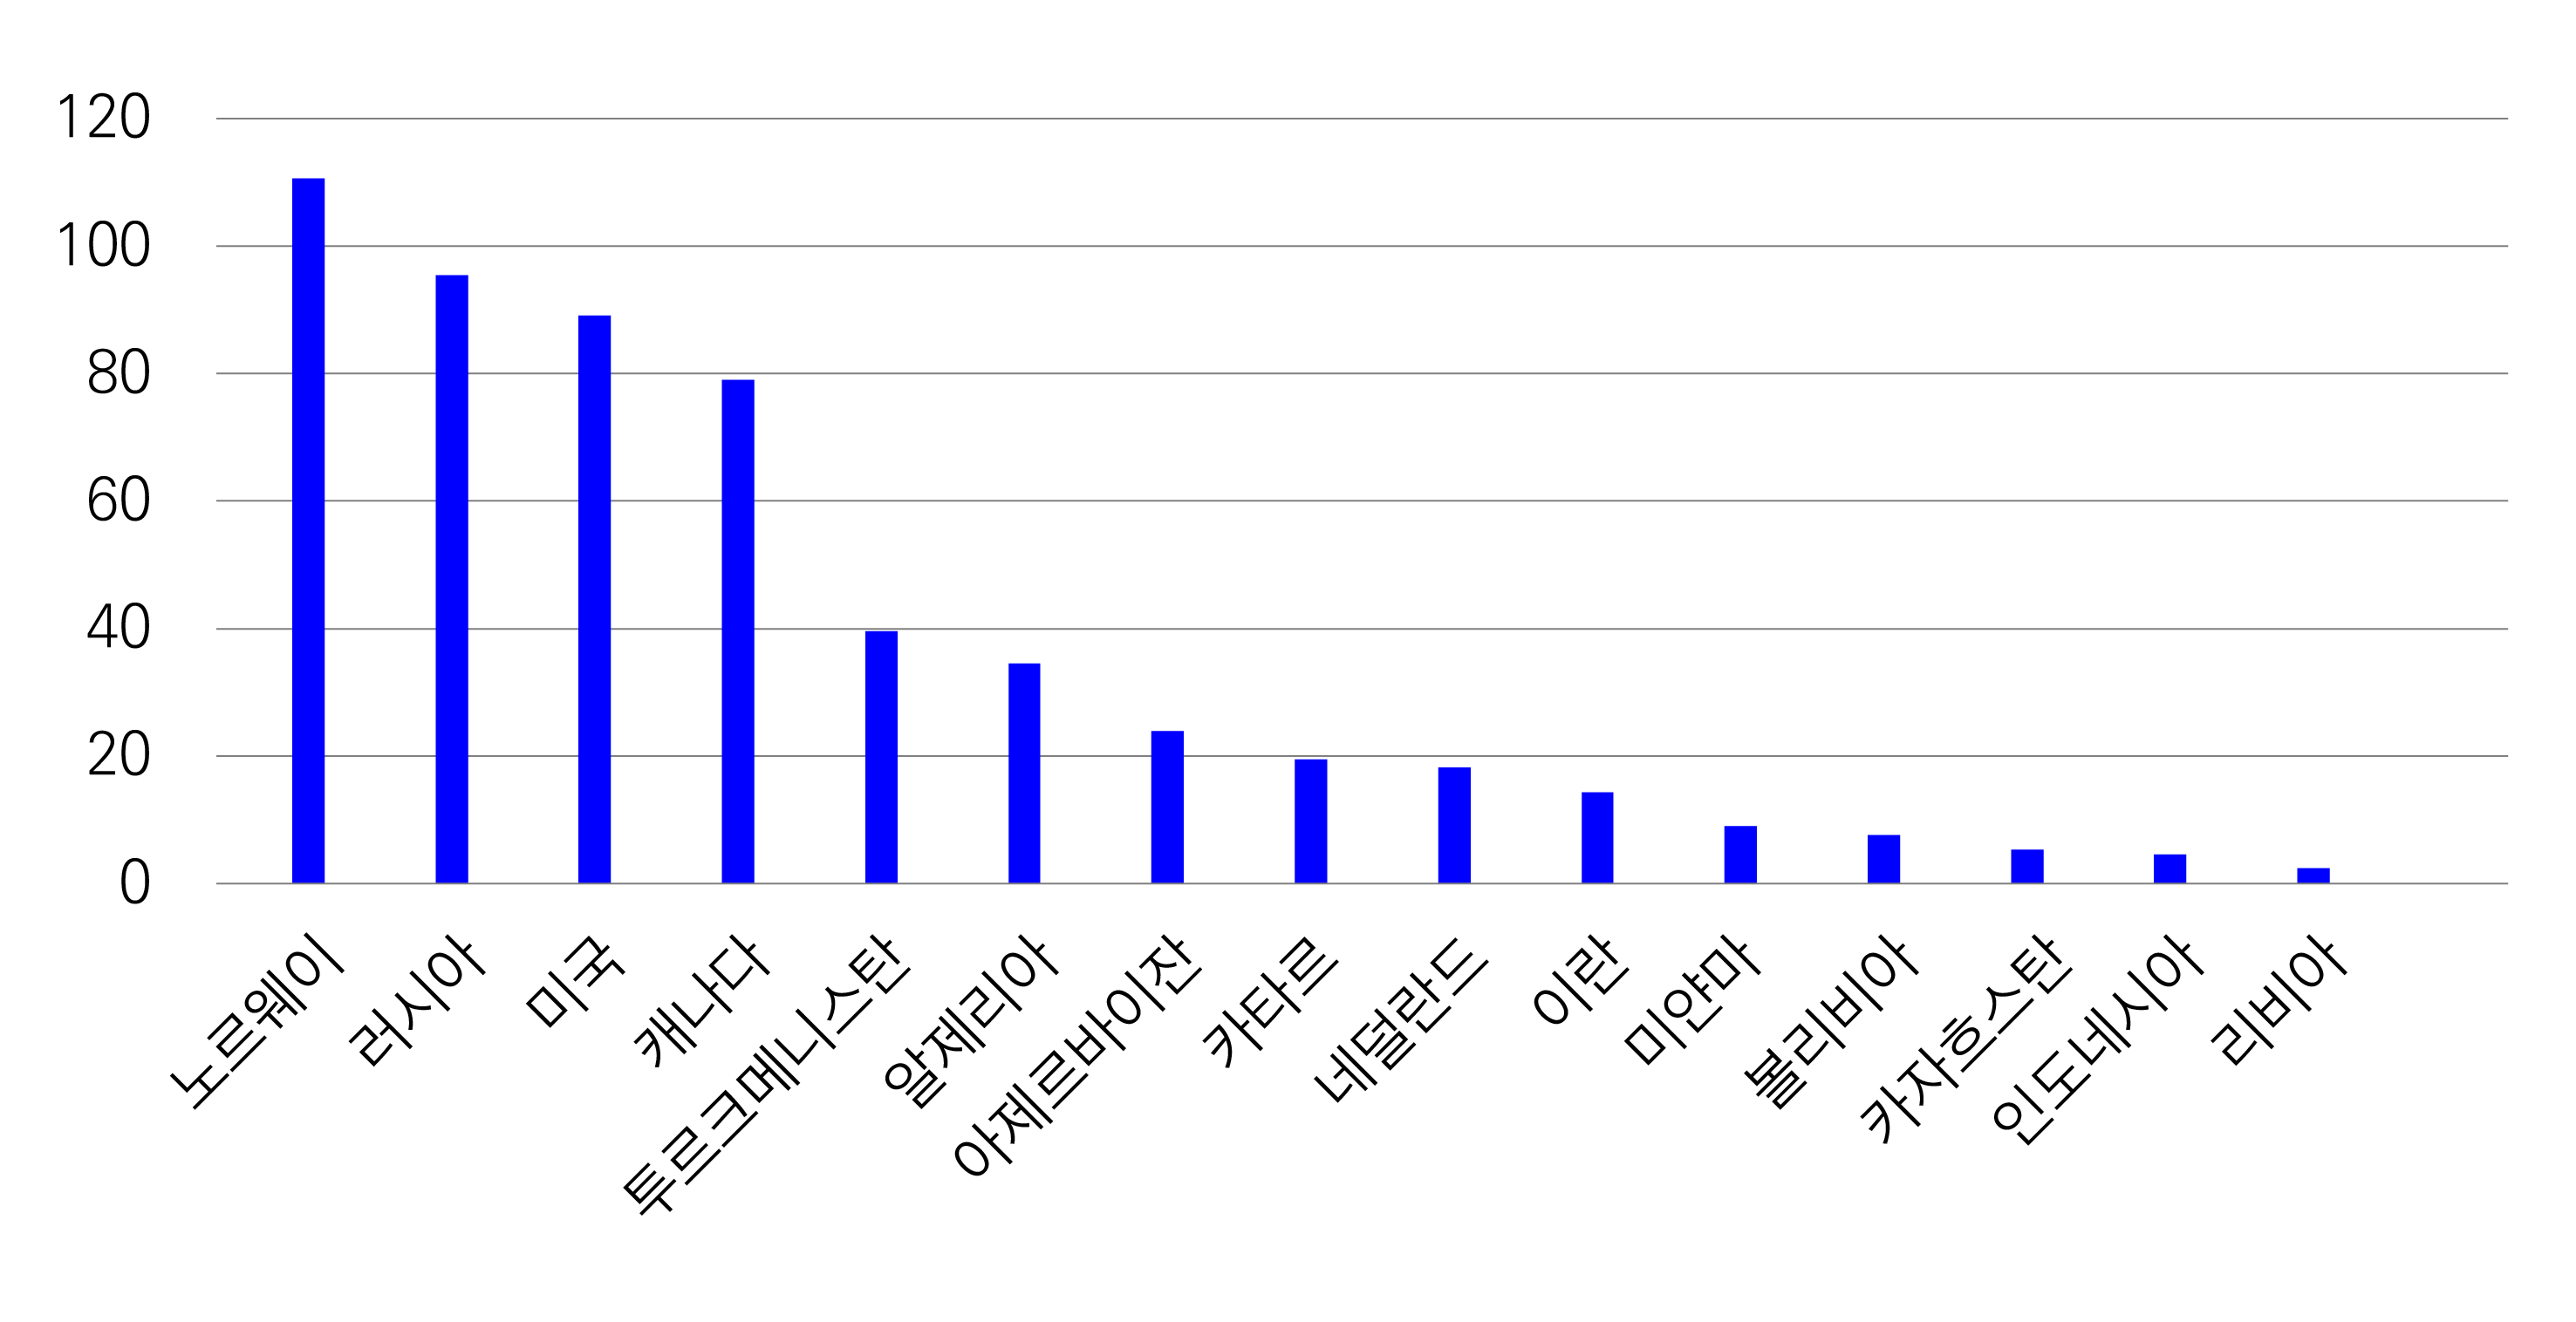 120
100
80
60
40
20
0
노르웨이
러시아
미국
캐나다
투르크메니스탄
알제리아
아제르바이잔
카타르
네덜란드
이란
미얀마
볼리비아
카자흐스탄
인도네시아
리비아